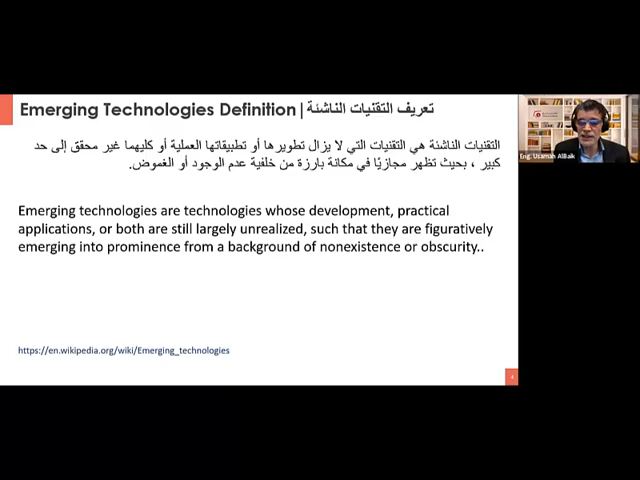 Emerging Technologies Definition|تعريف التقنيات الناشئة
التقنيات الناشئة هي التقنيات التي لا يزال تطويرها أو تطبيقاتها العملية أو كليهما غير محقق إلى حد
كبير ، بحيث تظهر مجازيًا في مكانة بارزة من خلفية عدم الوجود أو الغموض.
Eng. Usamah AlBaik
Emerging technologies are technologies whose development, practical
applications, or both are still largely unrealized, such that they are figuratively
emerging into prominence from a background of nonexistence or obscurity..
https://en.wikipedia.org/wiki/Emerging_technologies